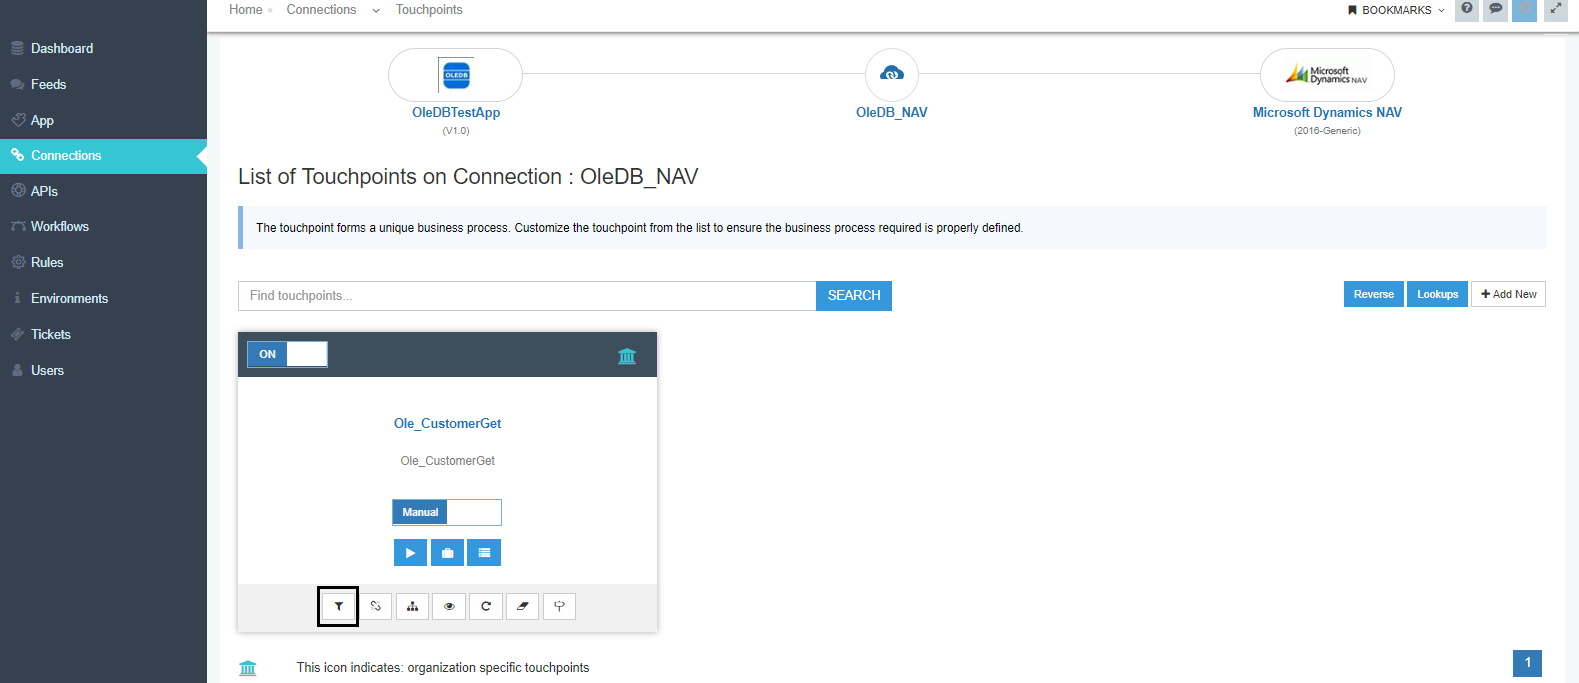 Home
Connections
Touchpoints
BOOKMARKS
Dashboard
Feeds
App
Connections
APIs
Workflows
Rules
Environments
Tickets
Users
OLEDB
OleDBTestApp
(V1.0)
OleDB_NAV
Microsoft
Dynamics NAV
Microsoft Dynamics NAV
(2016-Generic)
List of Touchpoints on Connection : OleDB_NAV
The touchpoint forms a unique business process. Customize the touchpoint from the list to ensure the business process required is properly defined.
Find touchpoints...
SEARCH
Reverse
Lookups
Add New
ON
Ole_CustomerGet
Ole_CustomerGet
Manual
This icon indicates: organization specific touchpoints
1